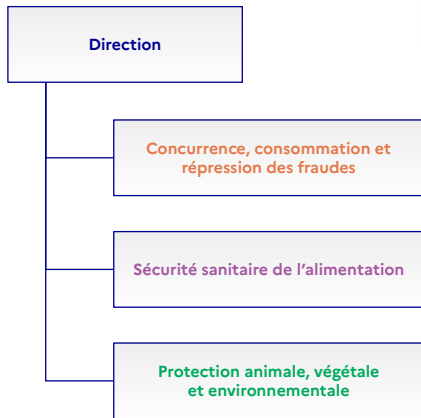 Direction
Concurrence, consommation et
répression des fraudes
Sécurité sanitaire de l’alimentation
Protection animale, végétale
et environnementale